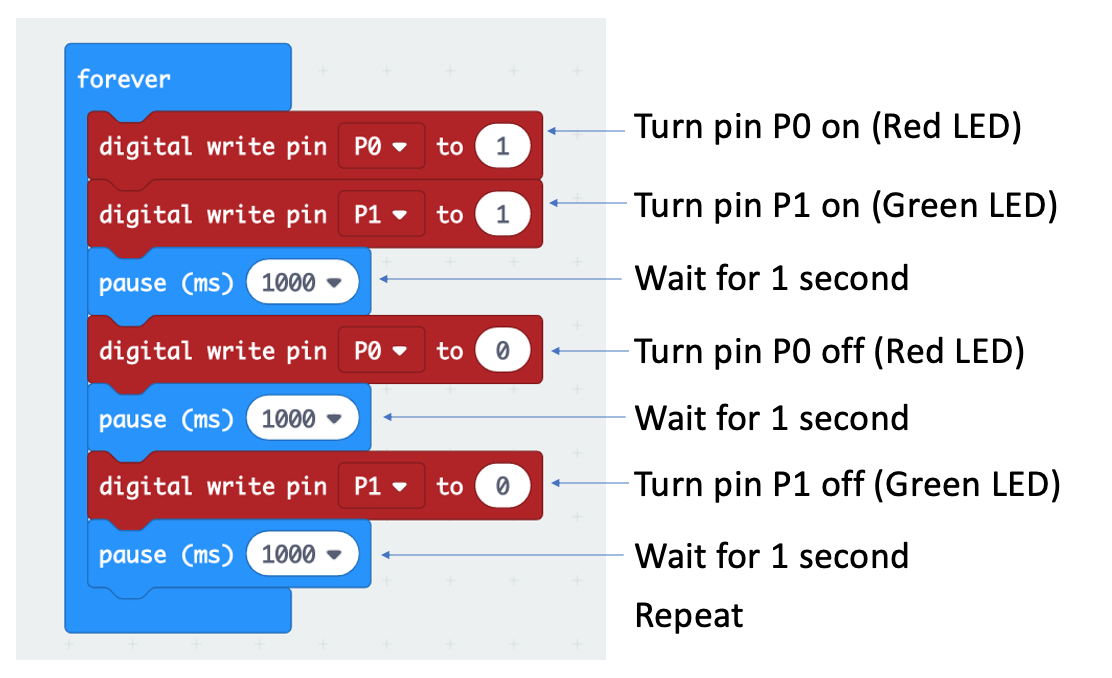 forever
digital write pin P0 to 1
Turn pin P0 on (Red LED)
digital write pin P1 to 1
Turn pin P1 on (Green LED)
pause (ms) 1000
Wait for 1 second
digital write pin P0 to 0
Turn pin P0 off (Red LED)
pause (ms) 1000
Wait for 1 second
digital write pin P1 to 0
Turn pin P1 off (Green LED)
pause (ms) 1000
Wait for 1 second
Repeat